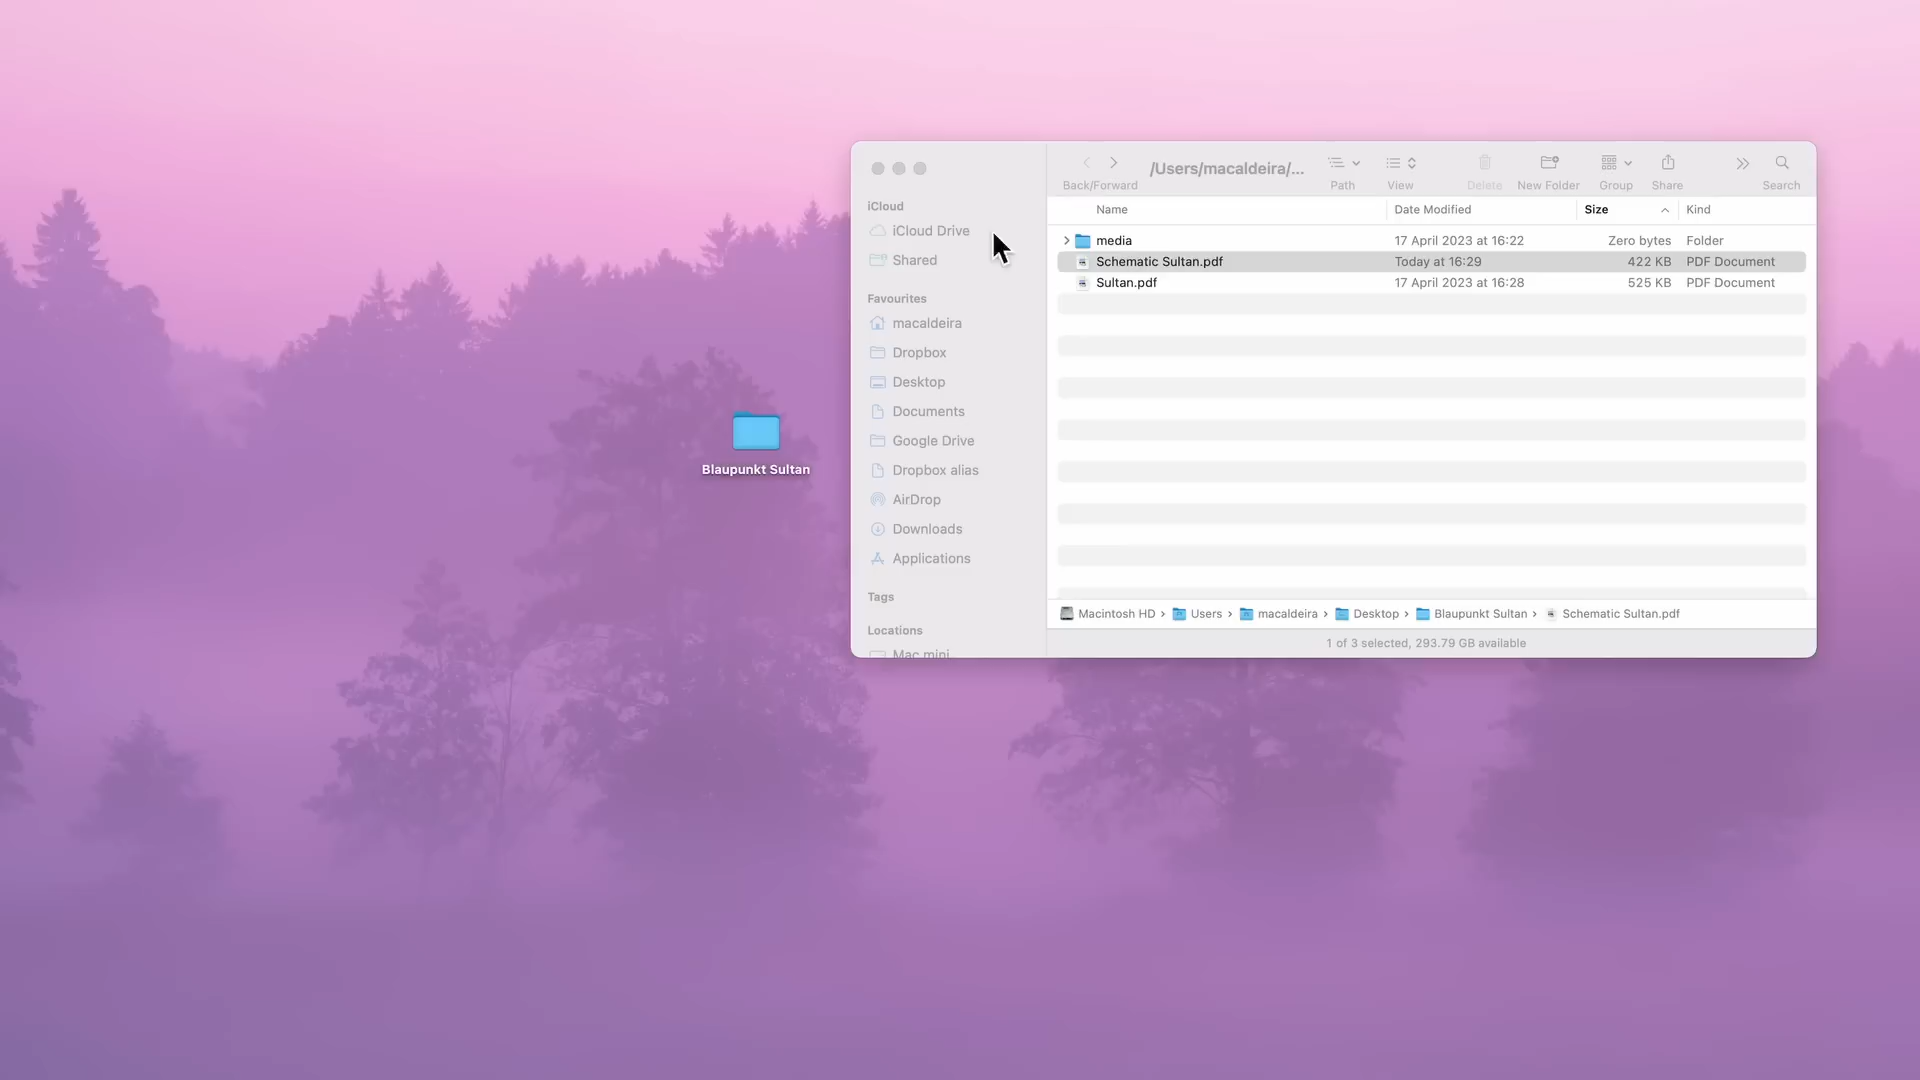 Blaupunkt Sultan
iCloud
iCloud Drive
Shared
Favourites
macaldeira
Dropbox
Desktop
Documents
Google Drive
Dropbox alias
AirDrop
Downloads
Applications
Tags
Locations
Mac mini
Back/Forward
/Users/macaldeira/...
Path
View
Delete
New Folder
Group
Share
Search
Name Date Modified Size Kind
media 17 April 2023 at 16:22 Zero bytes Folder
Schematic Sultan.pdf Today at 16:29 422 KB PDF Document
Sultan.pdf 17 April 2023 at 16:28 525 KB PDF Document
Macintosh HD › Users › macaldeira › Desktop › Blaupunkt Sultan › Schematic Sultan.pdf
1 of 3 selected, 293.79 GB available